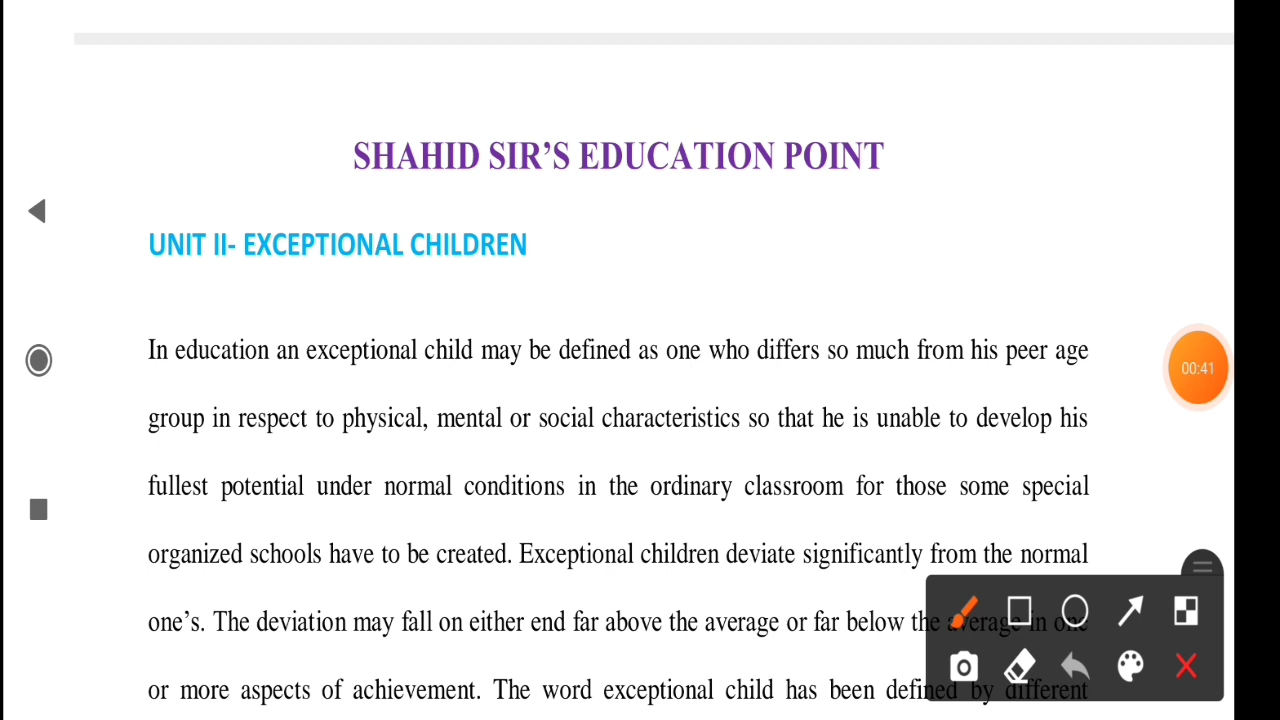 SHAHID SIR’S EDUCATION POINT
UNIT II- EXCEPTIONAL CHILDREN
In education an exceptional child may be defined as one who differs so much from his peer age
group in respect to physical, mental or social characteristics so that he is unable to develop his
fullest potential under normal conditions in the ordinary classroom for those some special
organized schools have to be created. Exceptional children deviate significantly from the normal
one’s. The deviation may fall on either end far above the average or far below the average in one
or more aspects of achievement. The word exceptional child has been defined by different
00:41